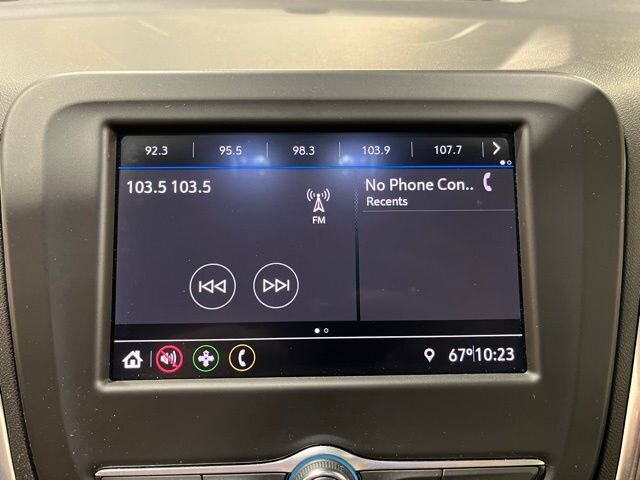 92.3 95.5 98.3 103.9 107.7
103.5 103.5
FM
No Phone Con..
Recents
67° 10:23